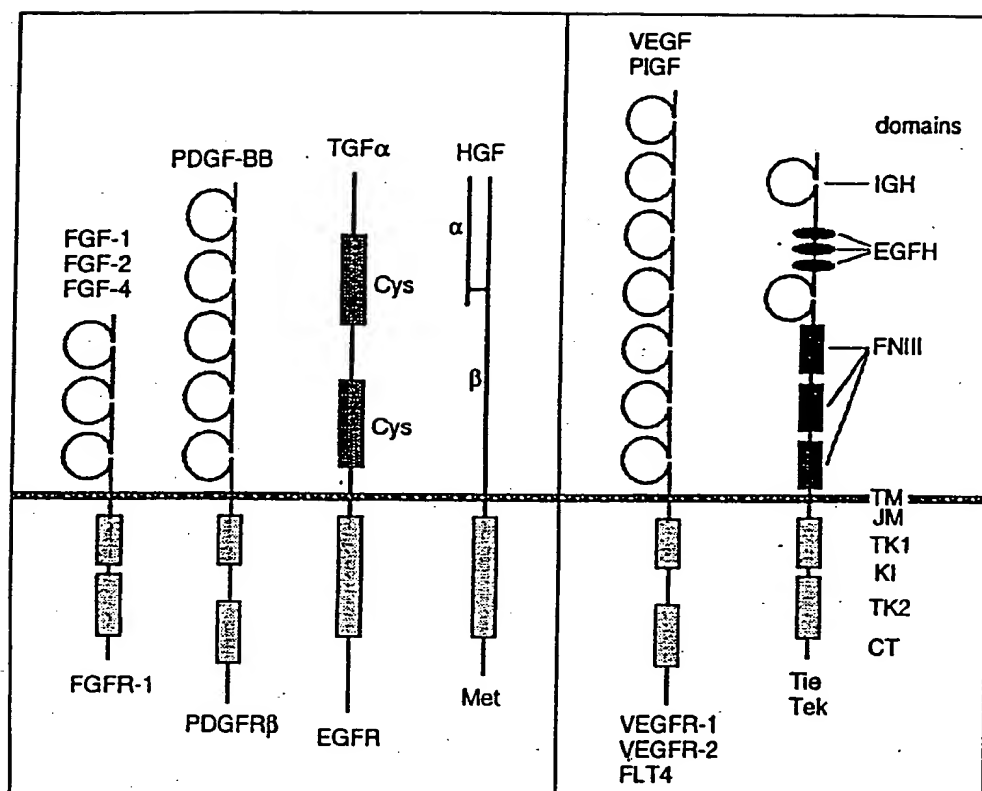 FGF-1
FGF-2
FGF-4
FGFR-1
PDGF-BB
PDGFRβ
TGFα
Cys
Cys
EGFR
HGF
α
β
Met
VEGF
PlGF
VEGFR-1
VEGFR-2
FLT4
domains
IGH
EGFH
FNIII
TM
JM
TK1
KI
TK2
CT
Tie
Tek